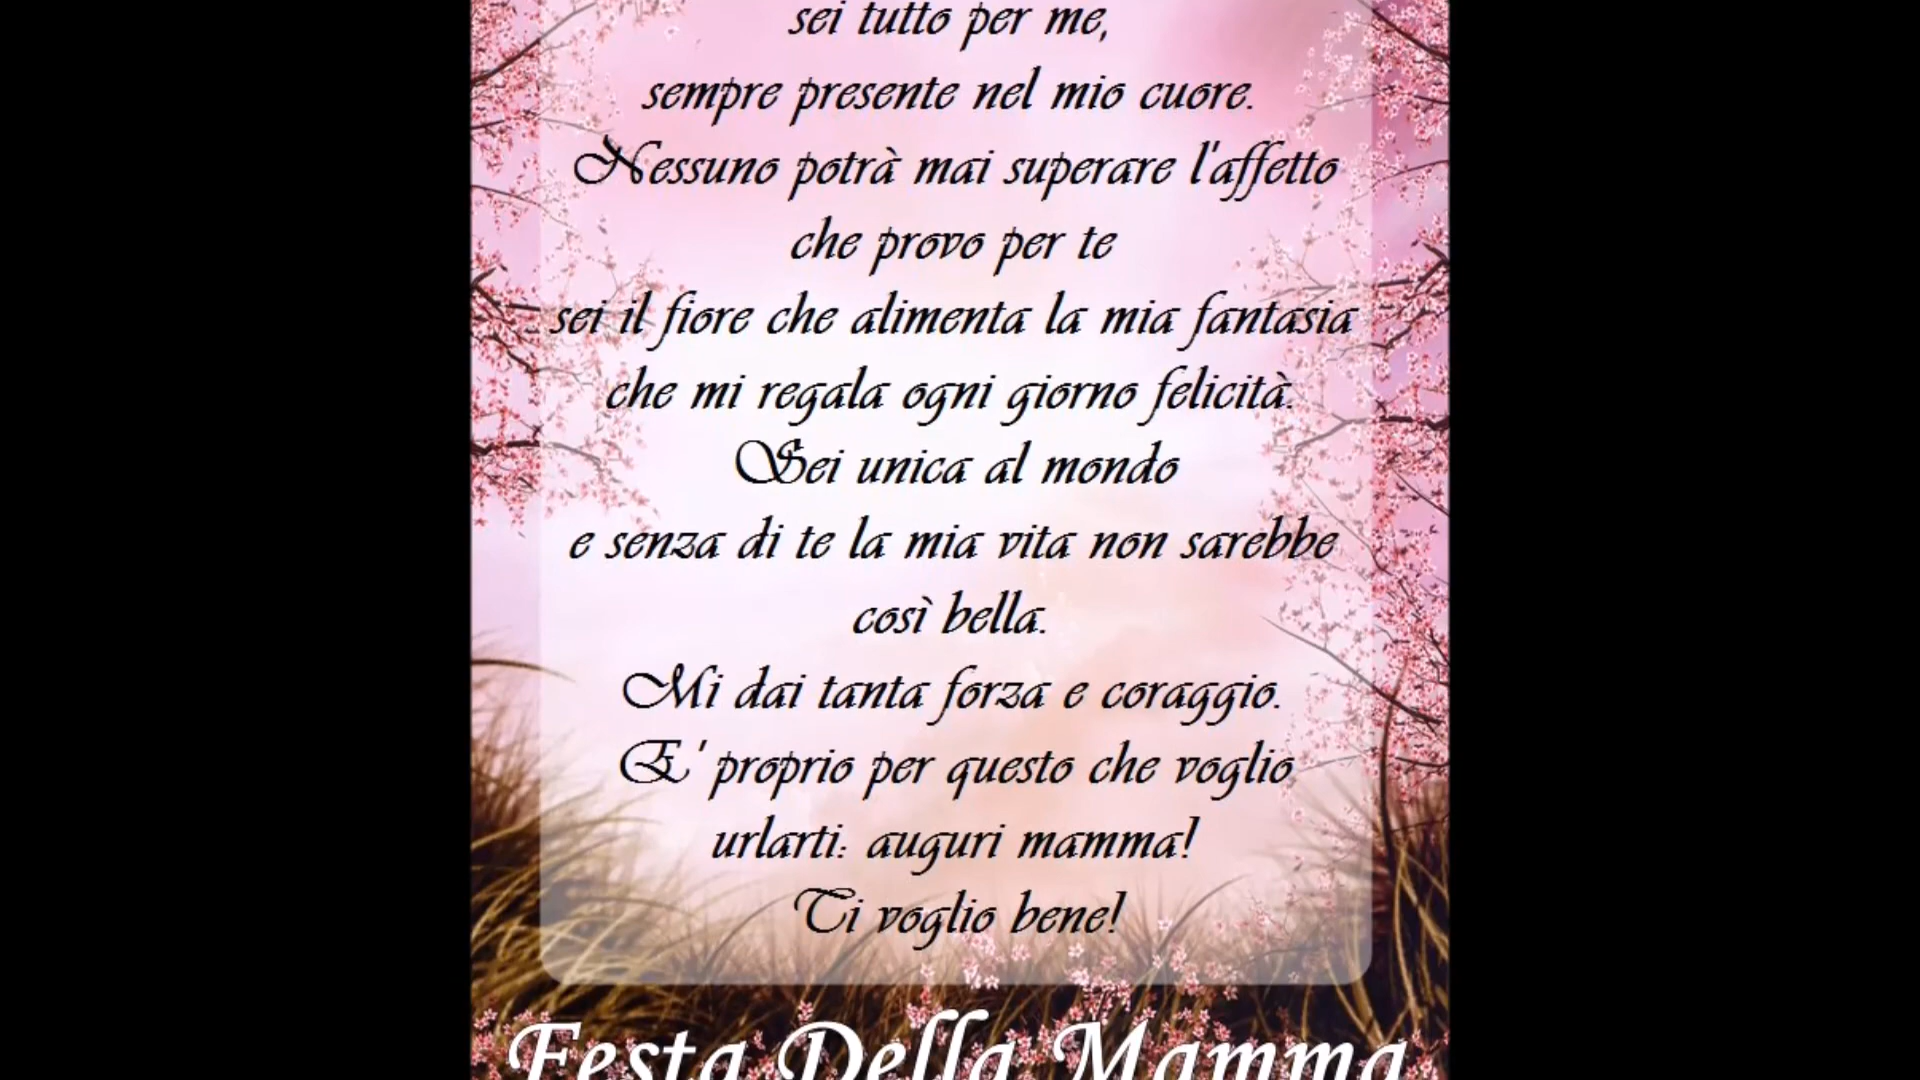 sei tutto per me,
sempre presente nel mio cuore.
Nessuno potrà mai superare l'affetto
che provo per te
sei il fiore che alimenta la mia fantasia
che mi regala ogni giorno felicità.
Sei unica al mondo
e senza di te la mia vita non sarebbe
così bella.
Mi dai tanta forza e coraggio.
E' proprio per questo che voglio
urlarti: auguri mamma!
Ti voglio bene!
Festa Della Mamma